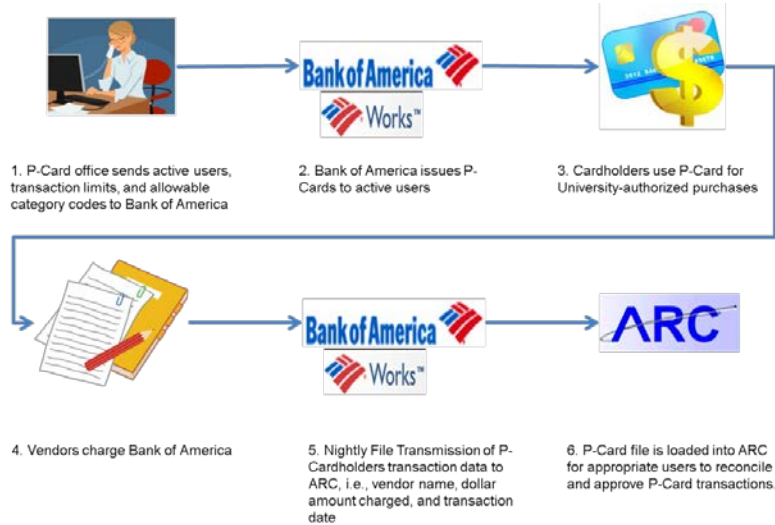 Bank of America
Works™
ARC
1. P-Card office sends active users,
transaction limits, and allowable
category codes to Bank of America
2. Bank of America issues P-
Cards to active users
3. Cardholders use P-Card for
University-authorized purchases
Bank of America
Works™
4. Vendors charge Bank of America
5. Nightly File Transmission of P-
Cardholders transaction data to
ARC, i.e., vendor name, dollar
amount charged, and transaction
date
6. P-Card file is loaded into ARC
for appropriate users to reconcile
and approve P-Card transactions.